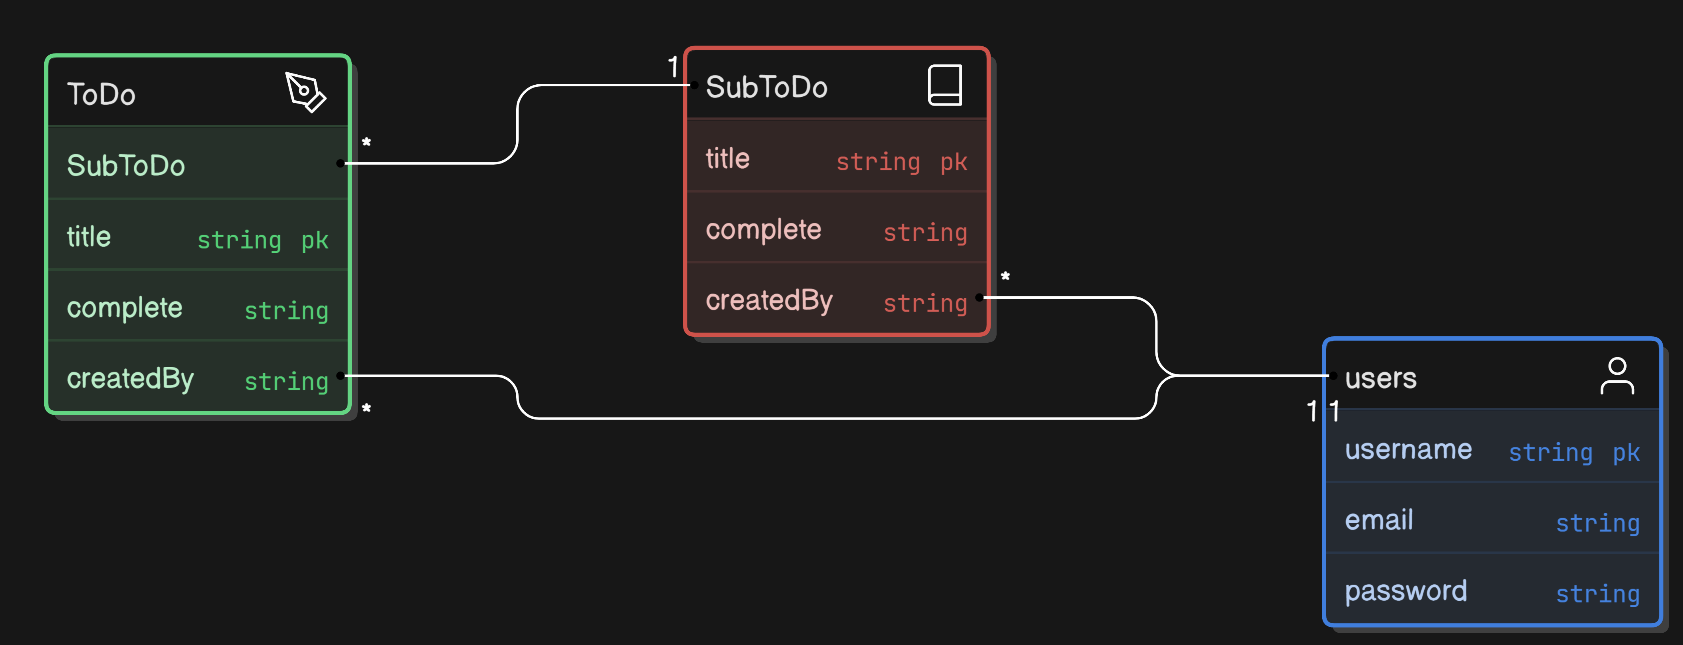 ToDo
SubToDo
title string pk
complete string
createdBy string
*
*
1
SubToDo
title string pk
complete string
createdBy string
*
1 1
users
username string pk
email string
password string